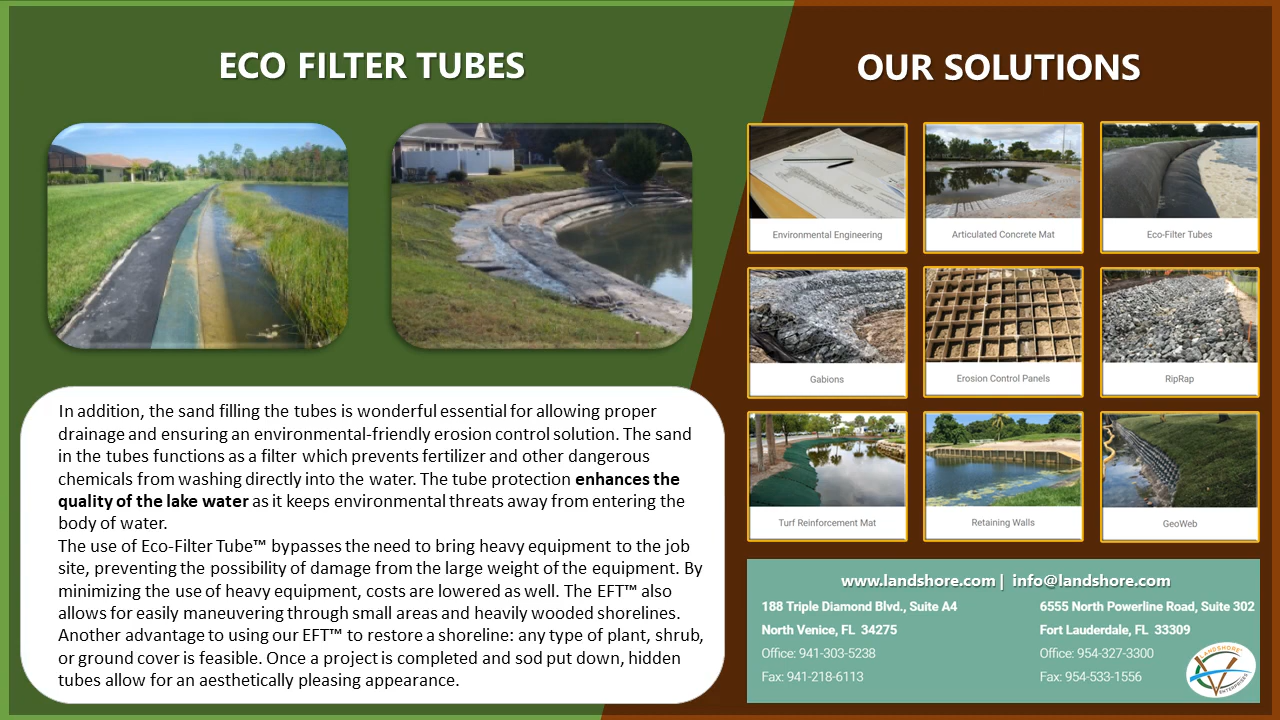 ECO FILTER TUBES
In addition, the sand filling the tubes is wonderful essential for allowing proper
drainage and ensuring an environmental-friendly erosion control solution. The sand
in the tubes functions as a filter which prevents fertilizer and other dangerous
chemicals from washing directly into the water. The tube protection enhances the
quality of the lake water as it keeps environmental threats away from entering the
body of water.
The use of Eco-Filter Tube™ bypasses the need to bring heavy equipment to the job
site, preventing the possibility of damage from the large weight of the equipment. By
minimizing the use of heavy equipment, costs are lowered as well. The EFT™ also
allows for easily maneuvering through small areas and heavily wooded shorelines.
Another advantage to using our EFT™ to restore a shoreline: any type of plant, shrub,
or ground cover is feasible. Once a project is completed and sod put down, hidden
tubes allow for an aesthetically pleasing appearance.
OUR SOLUTIONS
Environmental Engineering
Articulated Concrete Mat
Eco-Filter Tubes
Gabions
Erosion Control Panels
RipRap
Turf Reinforcement Mat
Retaining Walls
GeoWeb
www.landshore.com | info@landshore.com
188 Triple Diamond Blvd., Suite A4
North Venice, FL 34275
Office: 941-303-5238
Fax: 941-218-6113
6555 North Powerline Road, Suite 302
Fort Lauderdale, FL 33309
Office: 954-327-3300
Fax: 954-533-1556
LANDSHORE
ENTERPRISES